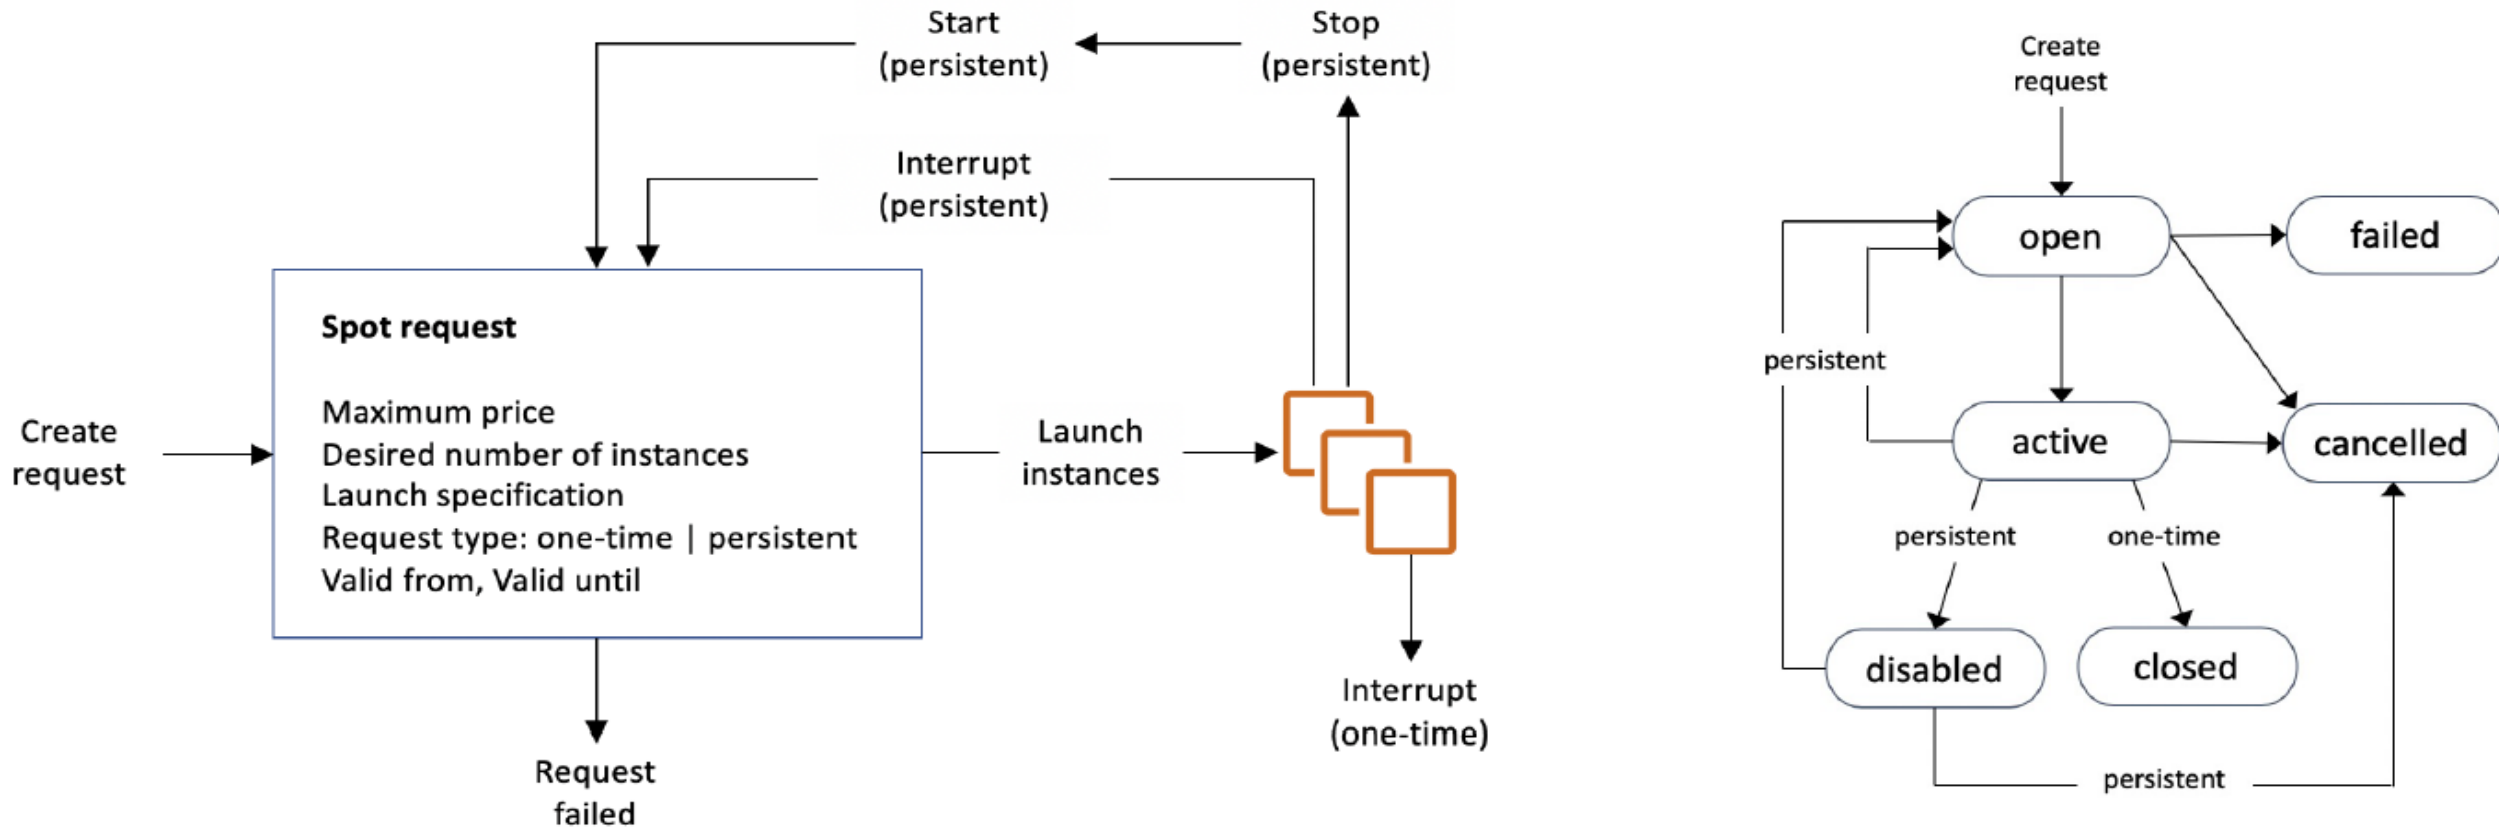 Start
(persistent)
Stop
(persistent)
Interrupt
(persistent)
Create
request
Spot request
Maximum price
Desired number of instances
Launch specification
Request type: one-time | persistent
Valid from, Valid until
Launch
instances
Interrupt
(one-time)
Request
failed
Create
request
open
failed
persistent
active
cancelled
persistent
one-time
disabled
closed
persistent